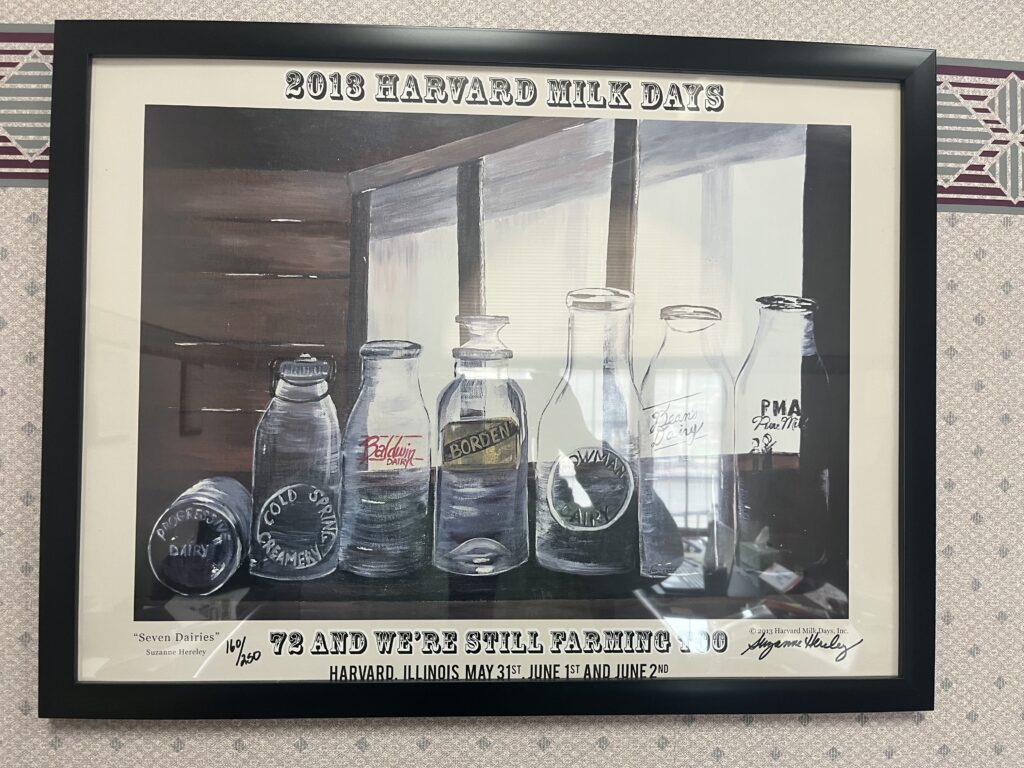 2013 HARVARD MILK DAYS
PROGRESSIVE
DAIRY
COLD SPRING
CREAMERY
Baldwin
DAIRY
BORDEN
BOWMAN
DAIRY
Beans
Dairy
PMA
Pure Milk
"Seven Dairies"
Suzanne Hereley
160/250
72 AND WE'RE STILL FARMING YOO
© 2013 Harvard Milk Days, Inc.
Suzanne Hereley
HARVARD, ILLINOIS MAY 31ST, JUNE 1ST AND JUNE 2ND